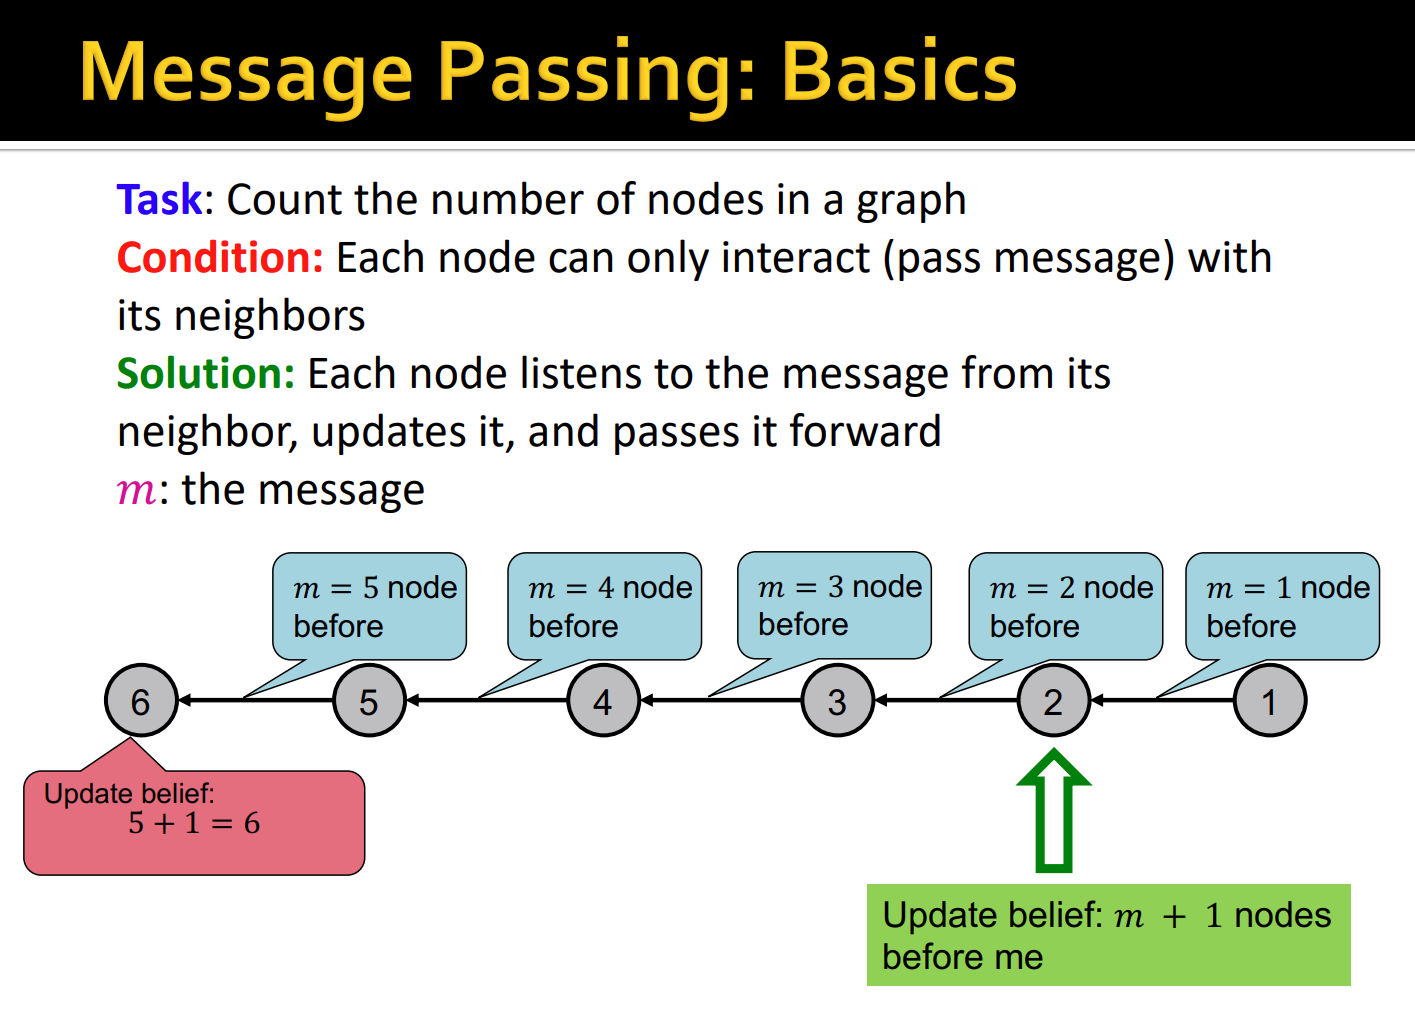 Message Passing: Basics
Task: Count the number of nodes in a graph
Condition: Each node can only interact (pass message) with
its neighbors
Solution: Each node listens to the message from its
neighbor, updates it, and passes it forward
m: the message
m = 5 node
before
m = 4 node
before
m = 3 node
before
m = 2 node
before
m = 1 node
before
6
5
4
3
2
1
Update belief:
5 + 1 = 6
Update belief: m + 1 nodes
before me